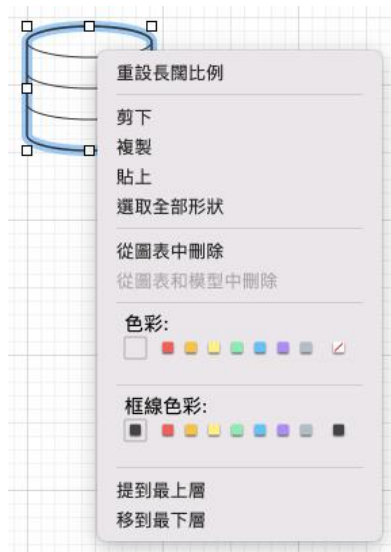 重設長闊比例
剪下
複製
貼上
選取全部形狀
從圖表中刪除
從圖表和模型中刪除
色彩:
框線色彩:
提到最上層
移到最下層